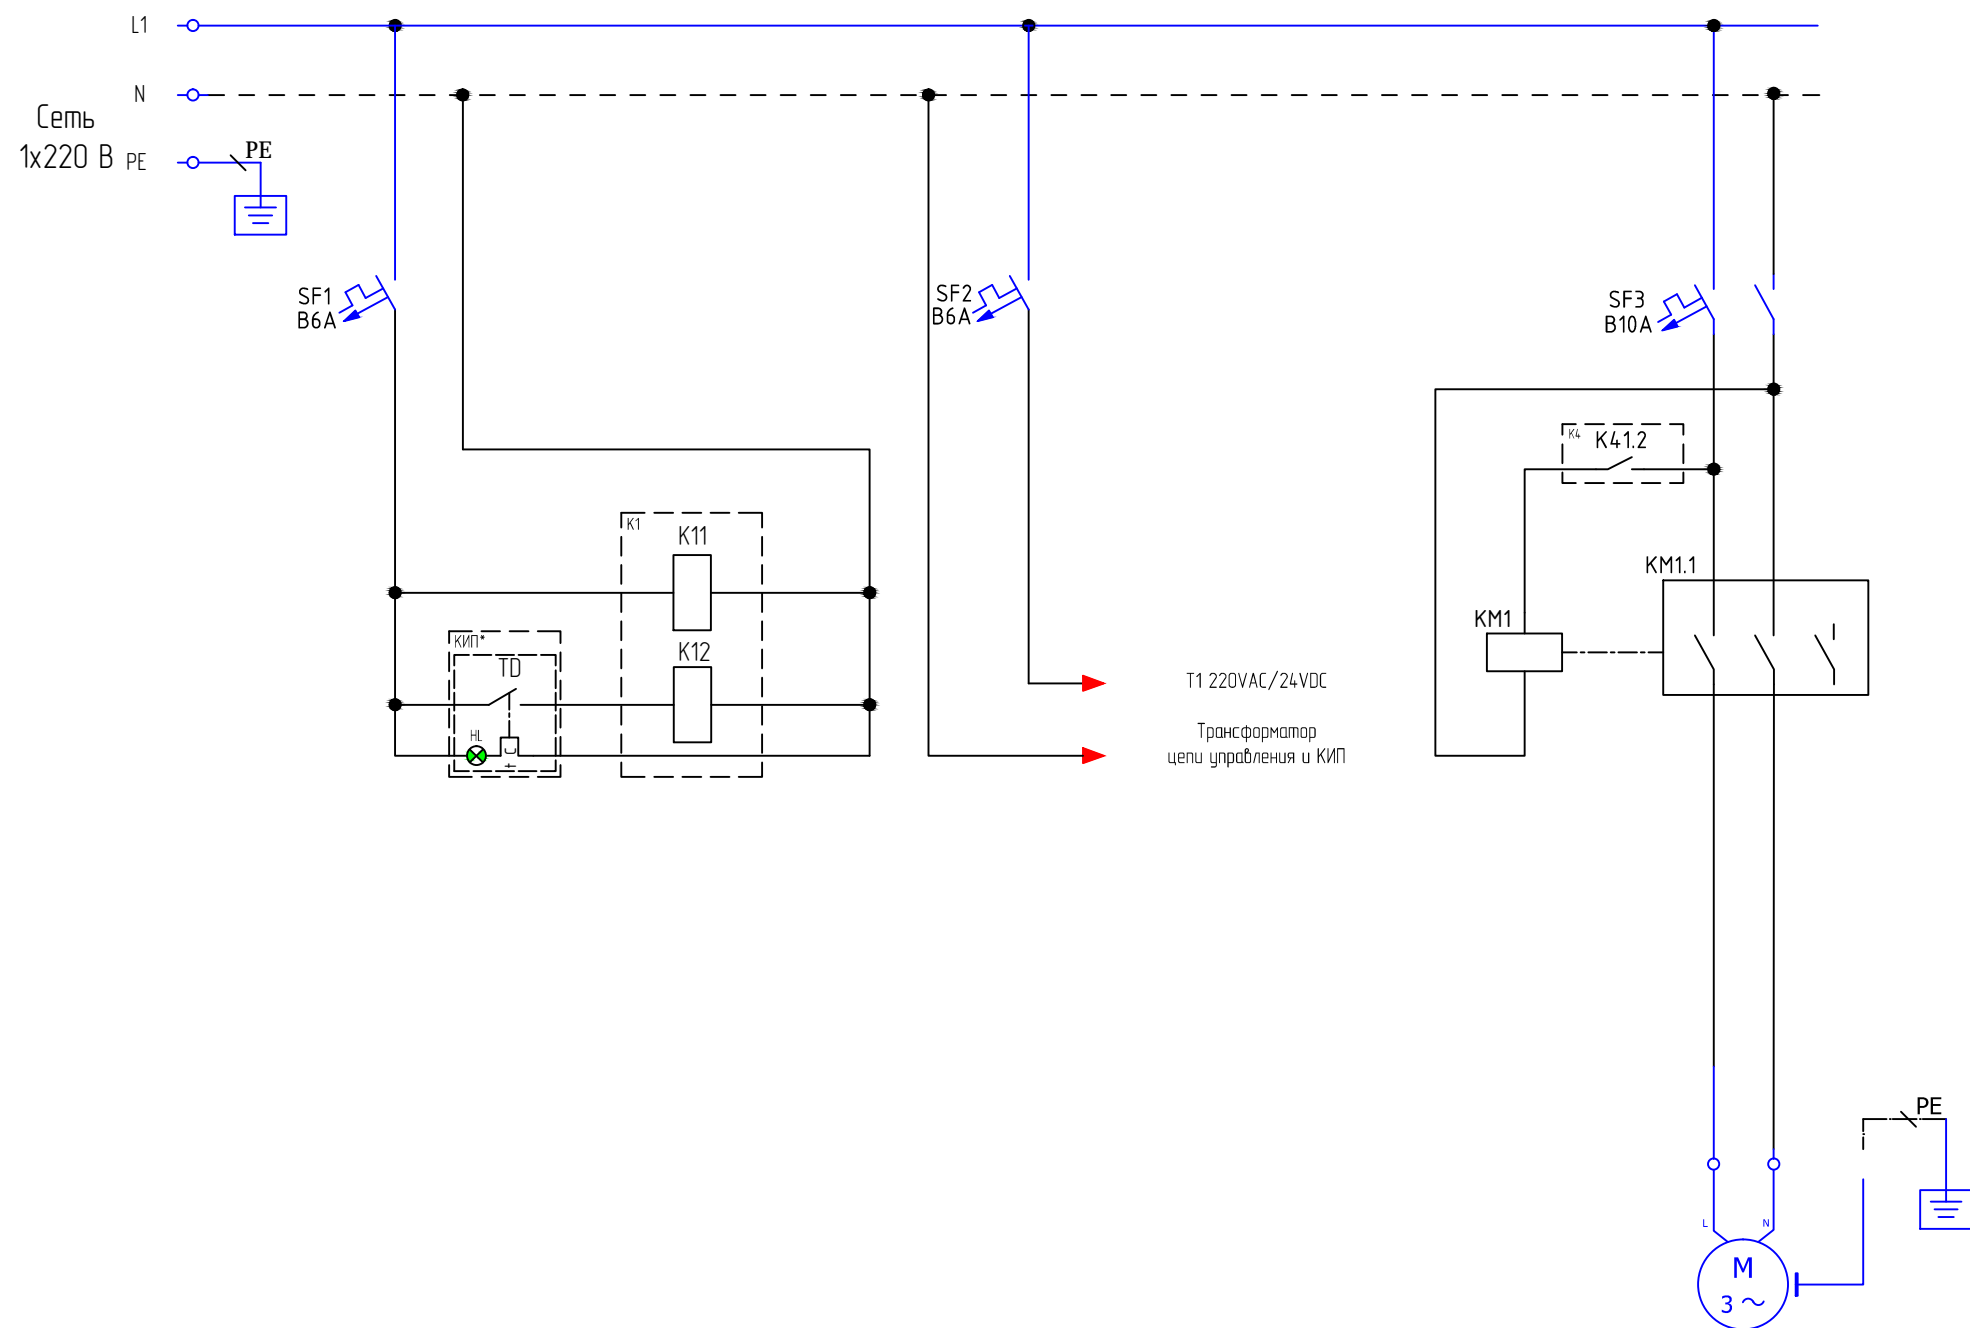 L1
N
Сеть
1х220 В
PE
PE
SF1
B6A
SF2
B6A
SF3
B10A
K4
K41.2
K1
K11
KM1.1
KM1
КИП*
TD
K12
HL
t
T1 220VAC/24VDC
Трансформатор
цепи управления и КИП
PE
L
N
M
3 ~